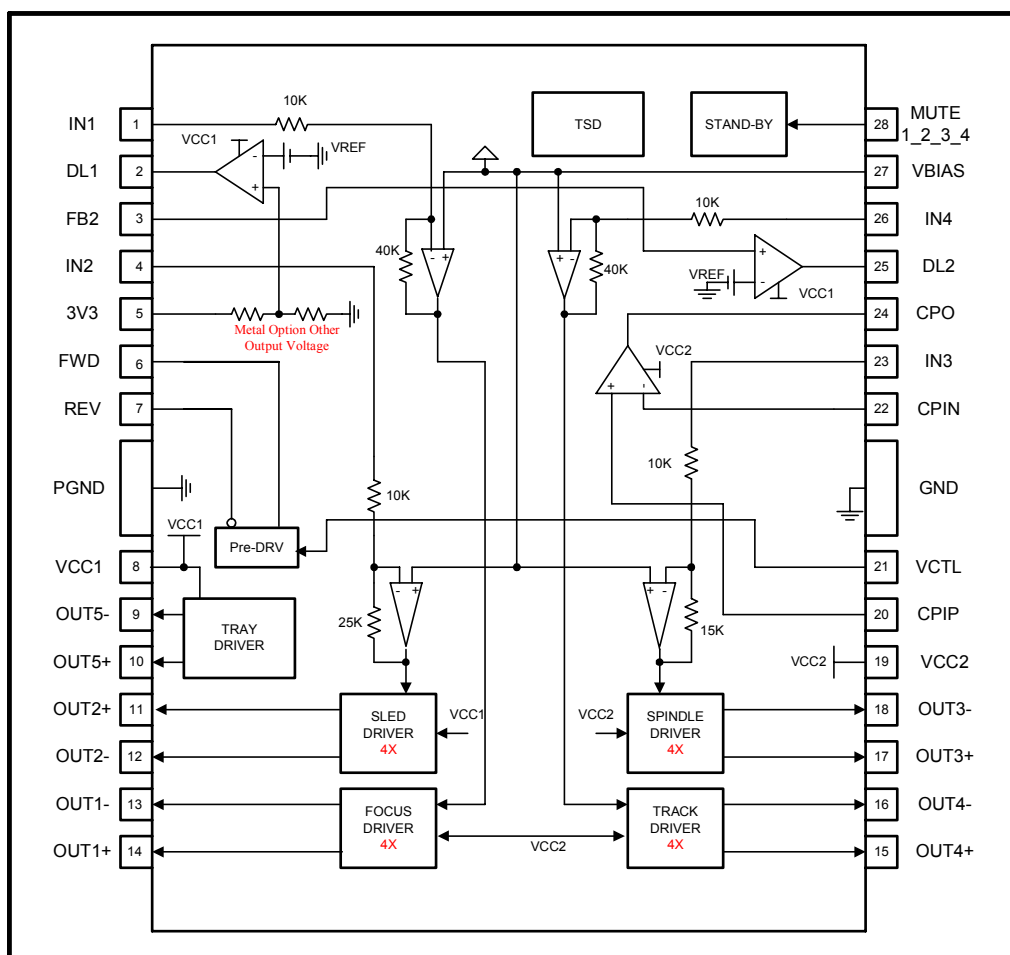 IN1
1
10K
TSD
STAND-BY
28
MUTE
1_2_3_4
DL1
2
VCC1
-
+
VREF
27
VBIAS
FB2
3
40K
- +
+ -
40K
10K
26
IN4
IN2
4
+
-
VREF
VCC1
25
DL2
3V3
5
Metal Option Other
Output Voltage
24
CPO
FWD
6
VCC2
+
-
23
IN3
REV
7
22
CPIN
PGND
10K
10K
GND
VCC1
Pre-DRV
VCC1
8
21
VCTL
OUT5-
9
TRAY
DRIVER
25K
- +
+ -
15K
20
CPIP
OUT5+
10
VCC2
19
VCC2
OUT2+
11
SLED
DRIVER
4X
VCC1
VCC2
SPINDLE
DRIVER
4X
18
OUT3-
OUT2-
12
17
OUT3+
OUT1-
13
FOCUS
DRIVER
4X
VCC2
TRACK
DRIVER
4X
16
OUT4-
OUT1+
14
15
OUT4+